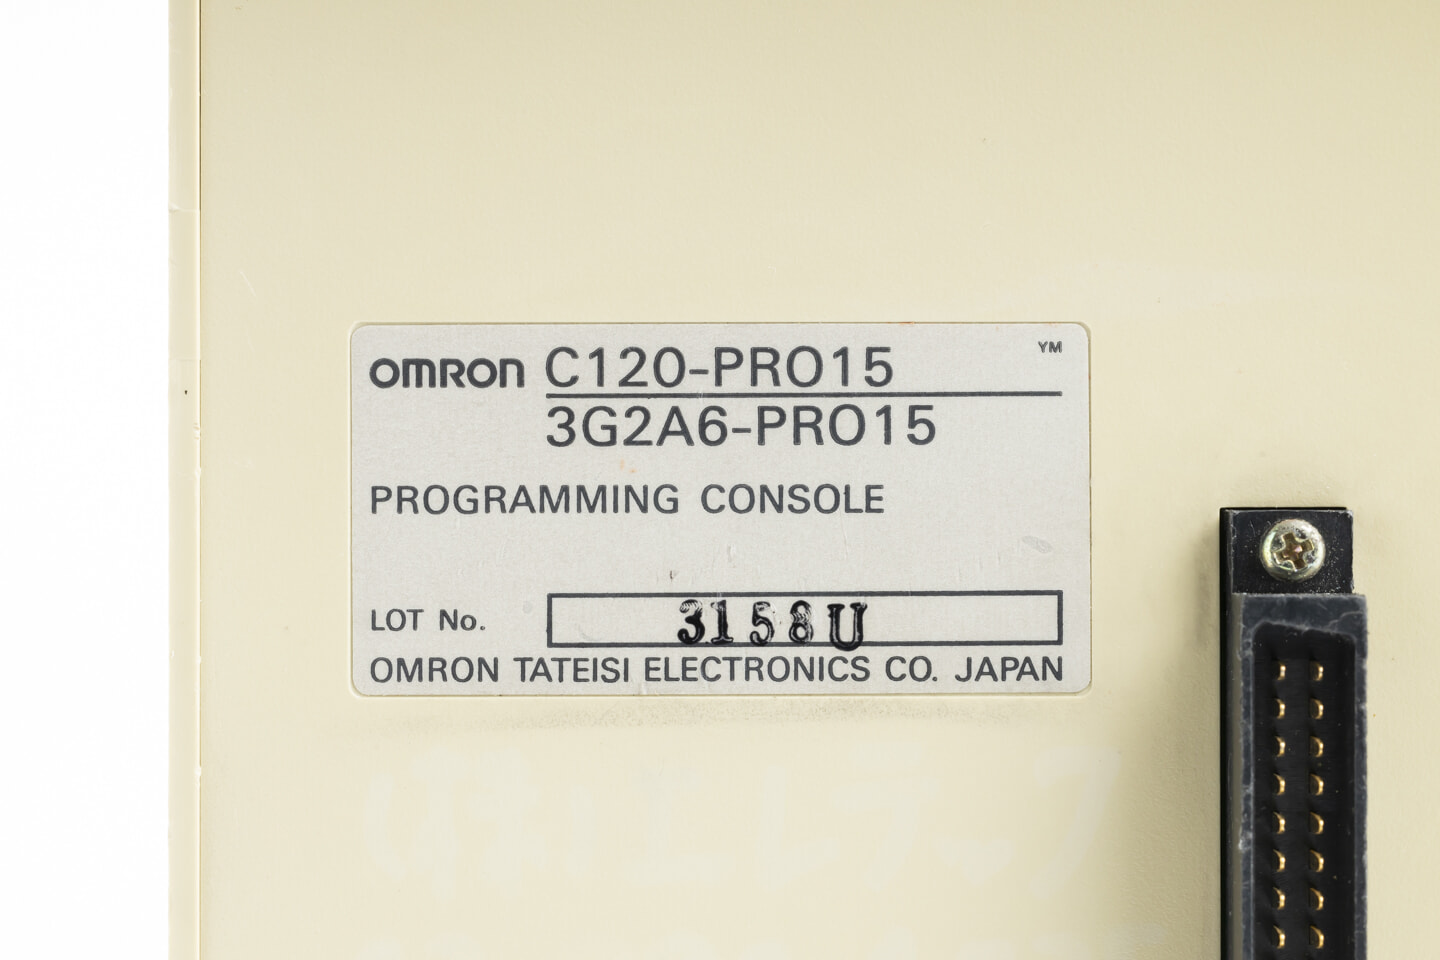 OMRON C120-PRO15 YM
3G2A6-PRO15
PROGRAMMING CONSOLE
LOT No. 3158U
OMRON TATEISI ELECTRONICS CO. JAPAN